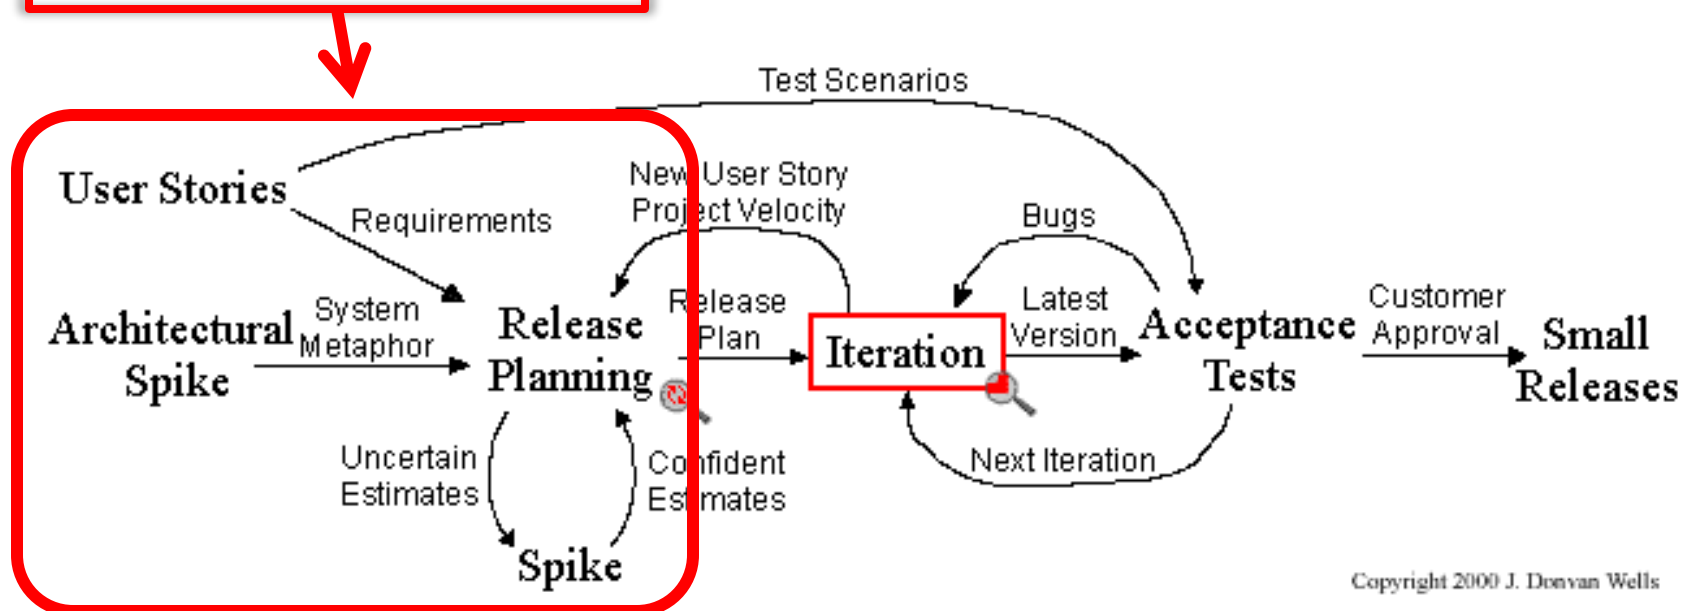 Test Scenarios
User Stories
New User Story
Project Velocity
Requirements
Bugs
Architectural
Spike
System
Metaphor
Release
Planning
Release
Plan
Iteration
Latest
Version
Acceptance
Tests
Customer
Approval
Small
Releases
Uncertain
Estimates
Confident
Estimates
Next Iteration
Spike
Copyright 2000 J. Donvan Wells